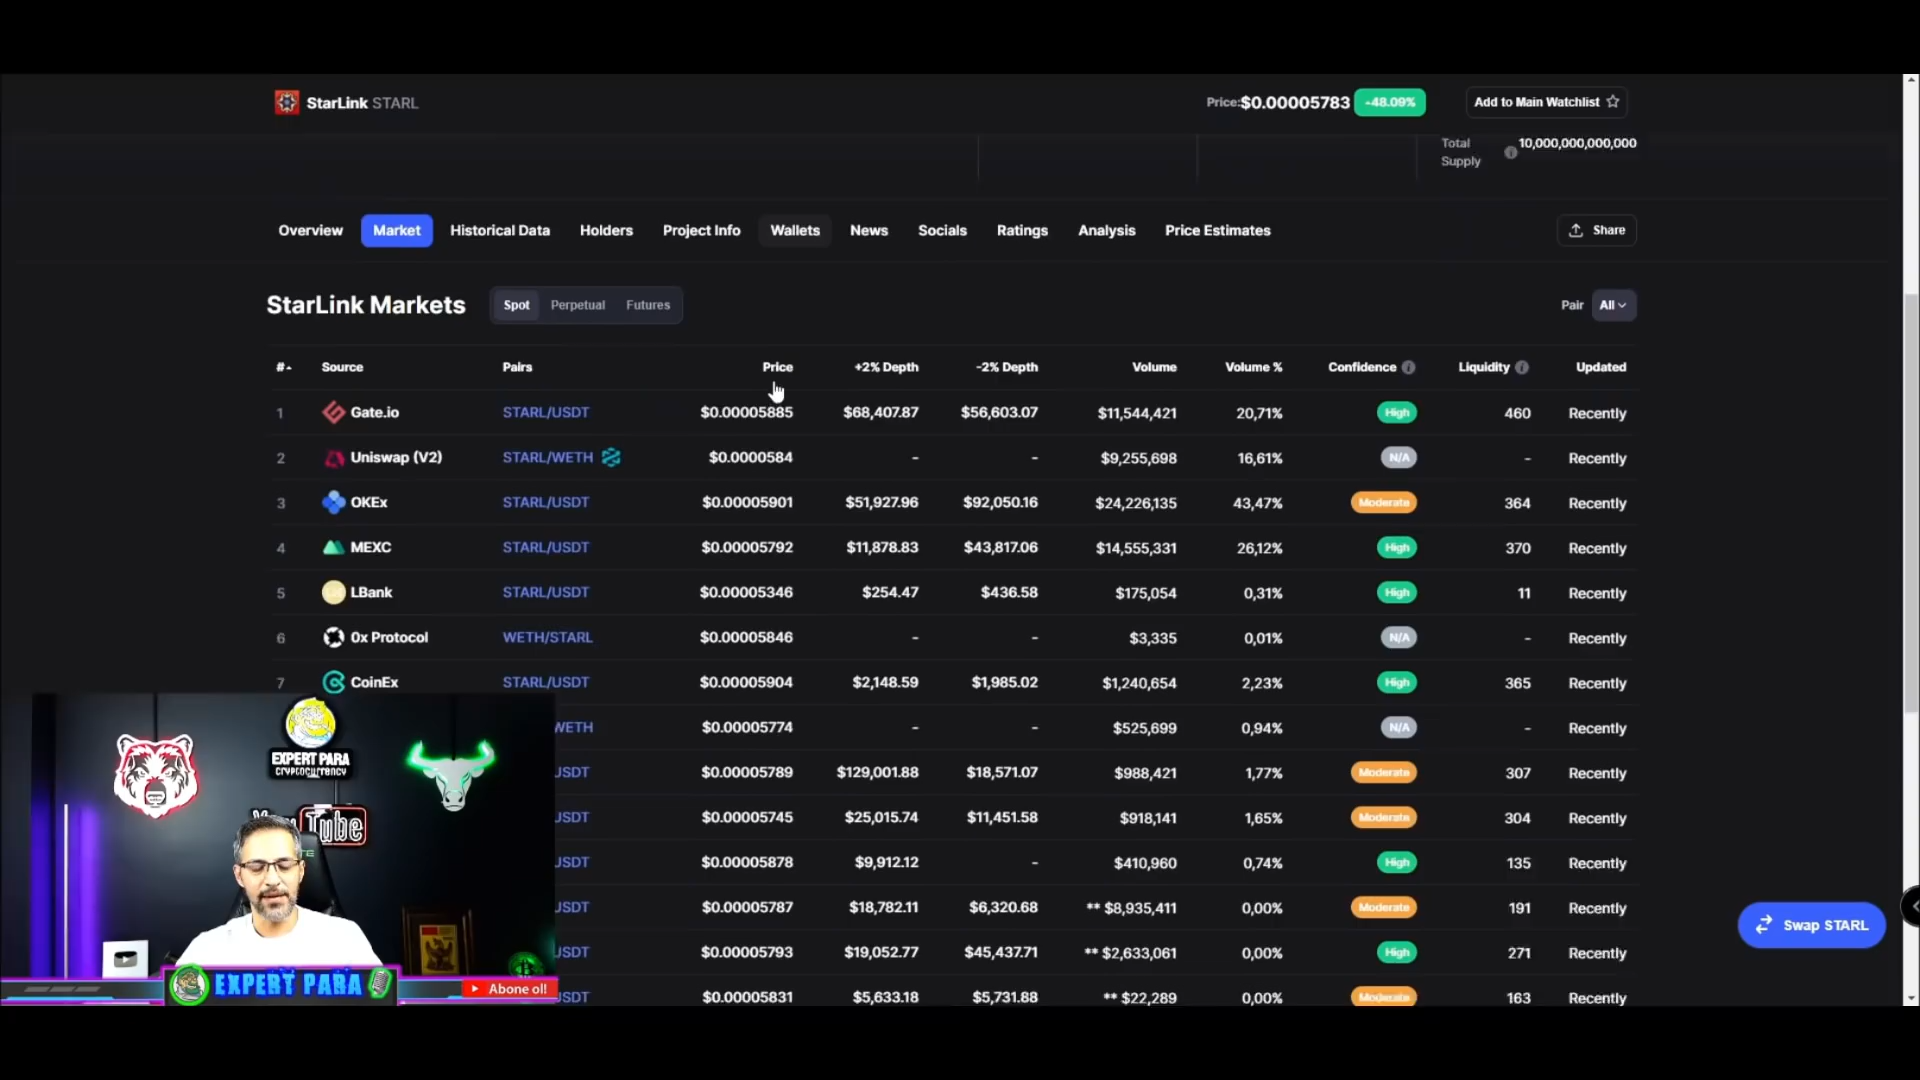 StarLink STARL Price:$0.00005783 48.09% Add to Main Watchlist
Total Supply 10,000,000,000,000
Overview Market Historical Data Holders Project Info Wallets News Socials Ratings Analysis Price Estimates Share
StarLink Markets Spot Perpetual Futures Pair All
# Source Pairs Price +2% Depth -2% Depth Volume Volume % Confidence Liquidity Updated
1 Gate.io STARL/USDT $0.00005885 $68,407.87 $56,603.07 $11,544,421 20,71% High 460 Recently
2 Uniswap (V2) STARL/WETH $0.0000584 - - $9,255,698 16,61% N/A - Recently
3 OKEx STARL/USDT $0.00005901 $51,927.96 $92,050.16 $24,226,135 43,47% Moderate 364 Recently
4 MEXC STARL/USDT $0.00005792 $11,878.83 $43,817.06 $14,555,331 26,12% High 370 Recently
5 LBank STARL/USDT $0.00005346 $254.47 $436.58 $175,054 0,31% High 11 Recently
6 0x Protocol WETH/STARL $0.00005846 - - $3,335 0,01% N/A - Recently
7 CoinEx STARL/USDT $0.00005904 $2,148.59 $1,985.02 $1,240,654 2,23% High 365 Recently
WETH $0.00005774 - - $525,699 0,94% N/A - Recently
USDT $0.00005789 $129,001.88 $18,571.07 $988,421 1,77% Moderate 307 Recently
USDT $0.00005745 $25,015.74 $11,451.58 $918,141 1,65% Moderate 304 Recently
USDT $0.00005878 $9,912.12 - $410,960 0,74% High 135 Recently
USDT $0.00005787 $18,782.11 $6,320.68 ** $8,935,411 0,00% Moderate 191 Recently
USDT $0.00005793 $19,052.77 $45,437.71 ** $2,633,061 0,00% High 271 Recently
USDT $0.00005831 $5,633.18 $5,731.88 ** $22,289 0,00% Moderate 163 Recently
Swap STARL
EXPERT PARA
CRYPTOCURRENCY
You Tube
EXPERT PARA
Abone ol!